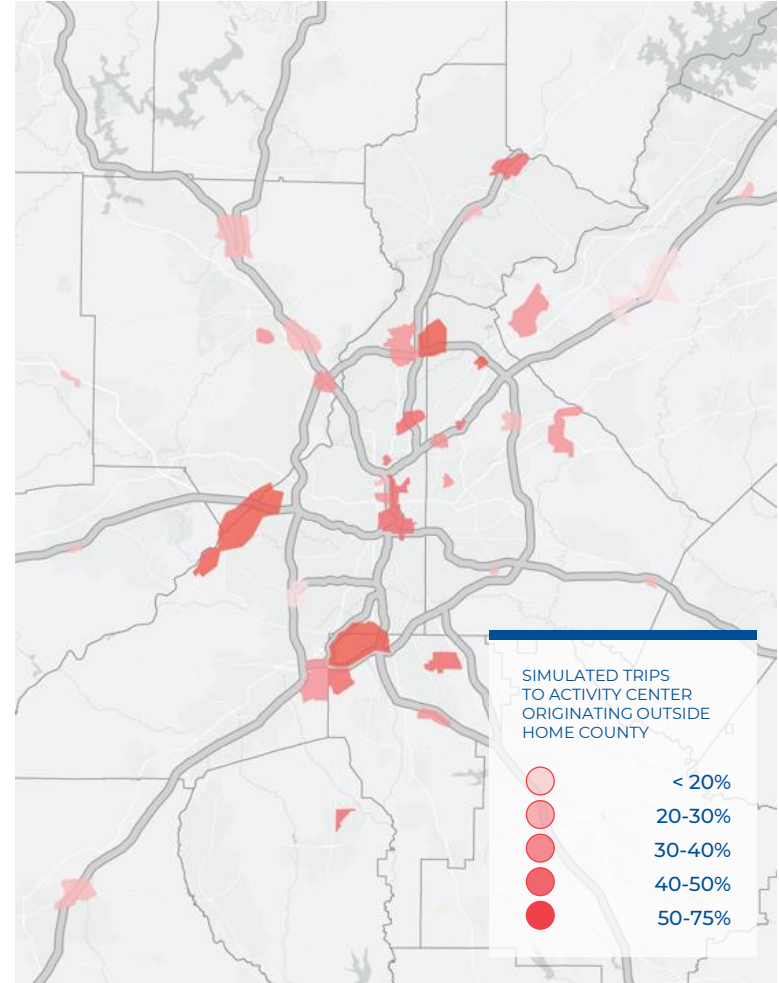 SIMULATED TRIPS
TO ACTIVITY CENTER
ORIGINATING OUTSIDE
HOME COUNTY
< 20%
20-30%
30-40%
40-50%
50-75%